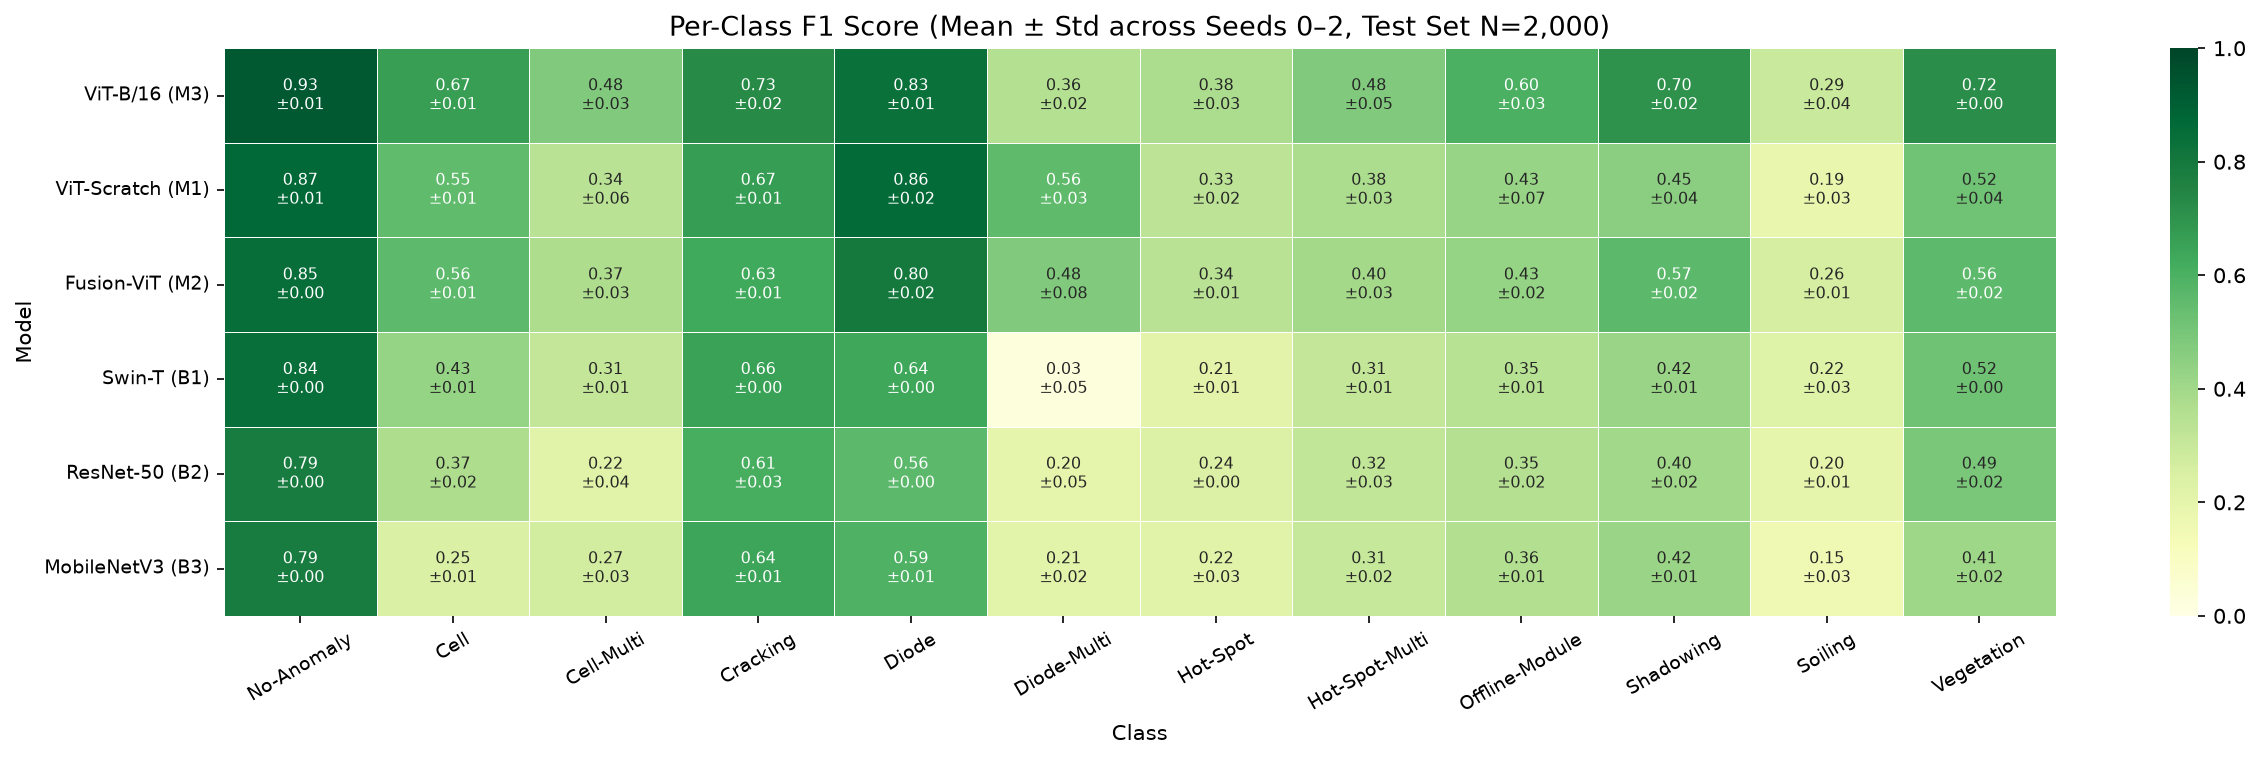 Per-Class F1 Score (Mean ± Std across Seeds 0–2, Test Set N=2,000)
Model
ViT-B/16 (M3)
0.93 0.67 0.48 0.73 0.83 0.36 0.38 0.48 0.60 0.70 0.29 0.72
±0.01 ±0.01 ±0.03 ±0.02 ±0.01 ±0.02 ±0.03 ±0.05 ±0.03 ±0.02 ±0.04 ±0.00
ViT-Scratch (M1)
0.87 0.55 0.34 0.67 0.86 0.56 0.33 0.38 0.43 0.45 0.19 0.52
±0.01 ±0.01 ±0.06 ±0.01 ±0.02 ±0.03 ±0.02 ±0.03 ±0.07 ±0.04 ±0.03 ±0.04
Fusion-ViT (M2)
0.85 0.56 0.37 0.63 0.80 0.48 0.34 0.40 0.43 0.57 0.26 0.56
±0.00 ±0.01 ±0.03 ±0.01 ±0.02 ±0.08 ±0.01 ±0.03 ±0.02 ±0.02 ±0.01 ±0.02
Swin-T (B1)
0.84 0.43 0.31 0.66 0.64 0.03 0.21 0.31 0.35 0.42 0.22 0.52
±0.00 ±0.01 ±0.01 ±0.00 ±0.00 ±0.05 ±0.01 ±0.01 ±0.01 ±0.01 ±0.03 ±0.00
ResNet-50 (B2)
0.79 0.37 0.22 0.61 0.56 0.20 0.24 0.32 0.35 0.40 0.20 0.49
±0.00 ±0.02 ±0.04 ±0.03 ±0.00 ±0.05 ±0.00 ±0.03 ±0.02 ±0.02 ±0.01 ±0.02
MobileNetV3 (B3)
0.79 0.25 0.27 0.64 0.59 0.21 0.22 0.31 0.36 0.42 0.15 0.41
±0.00 ±0.01 ±0.03 ±0.01 ±0.01 ±0.02 ±0.03 ±0.02 ±0.01 ±0.01 ±0.03 ±0.02
No-Anomaly Cell Cell-Multi Cracking Diode Diode-Multi Hot-Spot Hot-Spot-Multi Offline-Module Shadowing Soiling Vegetation
Class
1.0
0.8
0.6
0.4
0.2
0.0